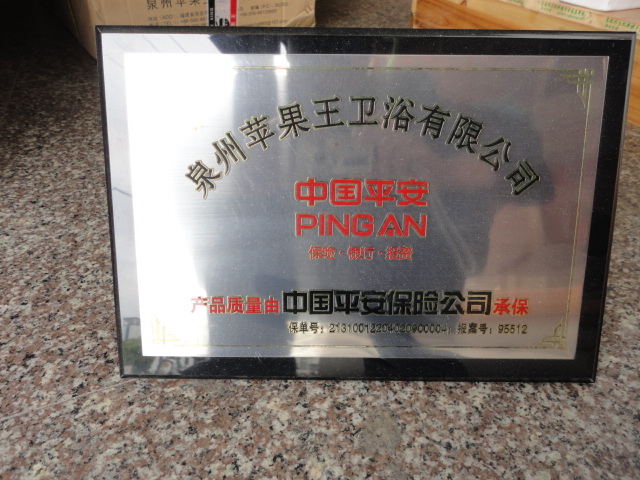 泉州苹果王卫浴有限公司
中国平安
PINGAN
保险·银行·投资
产品质量由中国平安保险公司承保
报案号：95512